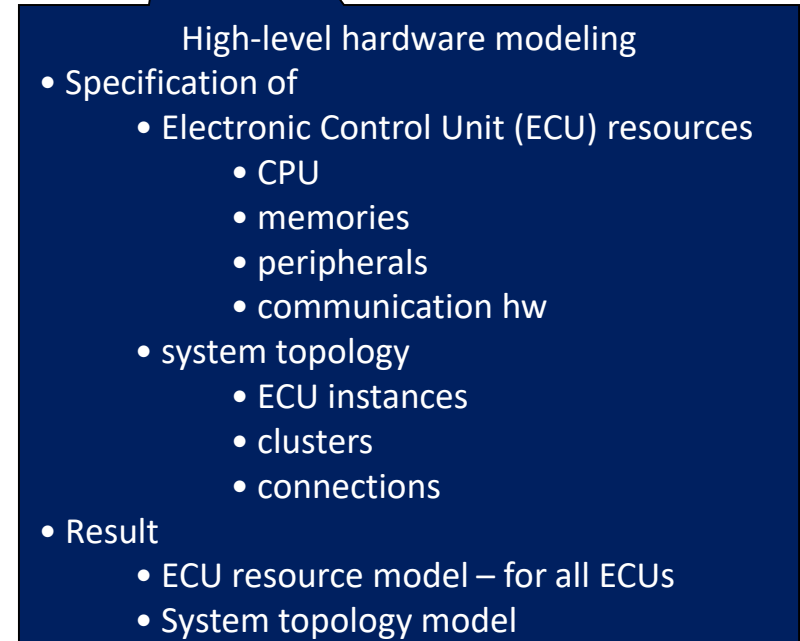 High-level hardware modeling
• Specification of
• Electronic Control Unit (ECU) resources
• CPU
• memories
• peripherals
• communication hw
• system topology
• ECU instances
• clusters
• connections
• Result
• ECU resource model – for all ECUs
• System topology model